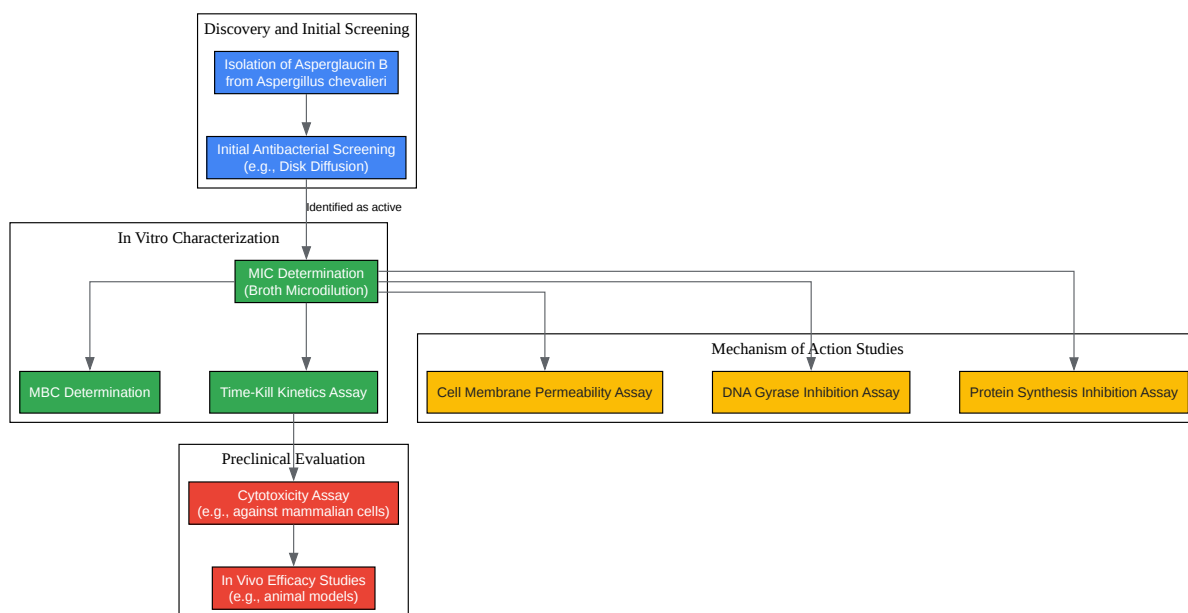 Discovery and Initial Screening
Isolation of Asperglaucin B
from Aspergillus chevalieri
Initial Antibacterial Screening
(e.g., Disk Diffusion)
Identified as active
In Vitro Characterization
MIC Determination
(Broth Microdilution)
MBC Determination
Time-Kill Kinetics Assay
Mechanism of Action Studies
Cell Membrane Permeability Assay
DNA Gyrase Inhibition Assay
Protein Synthesis Inhibition Assay
Preclinical Evaluation
Cytotoxicity Assay
(e.g., against mammalian cells)
In Vivo Efficacy Studies
(e.g., animal models)